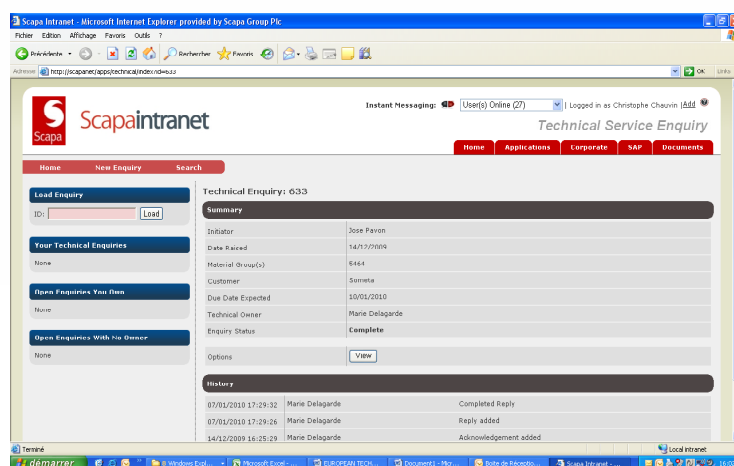 Scapa Intranet - Microsoft Internet Explorer provided by Scapa Group Plc
Fichier Edition Affichage Favoris Outils ?
Précédente Rechercher Favoris
Adresse http://scapanet/apps/technical/index?id=633 OK Links
Scapa
Scapaintranet
Instant Messaging: User(s) Online (27) | Logged in as Christophe Chauvin |Add
Technical Service Enquiry
Home Applications Corporate SAP Documents
Home New Enquiry Search
Load Enquiry
ID: Load
Your Technical Enquiries
None
Open Enquiries You Own
None
Open Enquiries With No Owner
None
Technical Enquiry: 633
Summary
Initiator Jose Pavon
Date Raised 14/12/2009
Material Group(s) 5464
Customer
Due Date Expected 10/01/2010
Technical Owner Marie Delagarde
Enquiry Status Complete
Options View
History
07/01/2010 17:29:32 Marie Delagarde Completed Reply
07/01/2010 17:29:26 Marie Delagarde Reply added
14/12/2009 16:25:29 Marie Delagarde Acknowledgement added
Terminé Local intranet
démarrer Windows Expl... Microsoft Excel - ... EUROPEAN TECH... Document1 - Micr... Boite de Réceptio... Scapa Intranet - ...